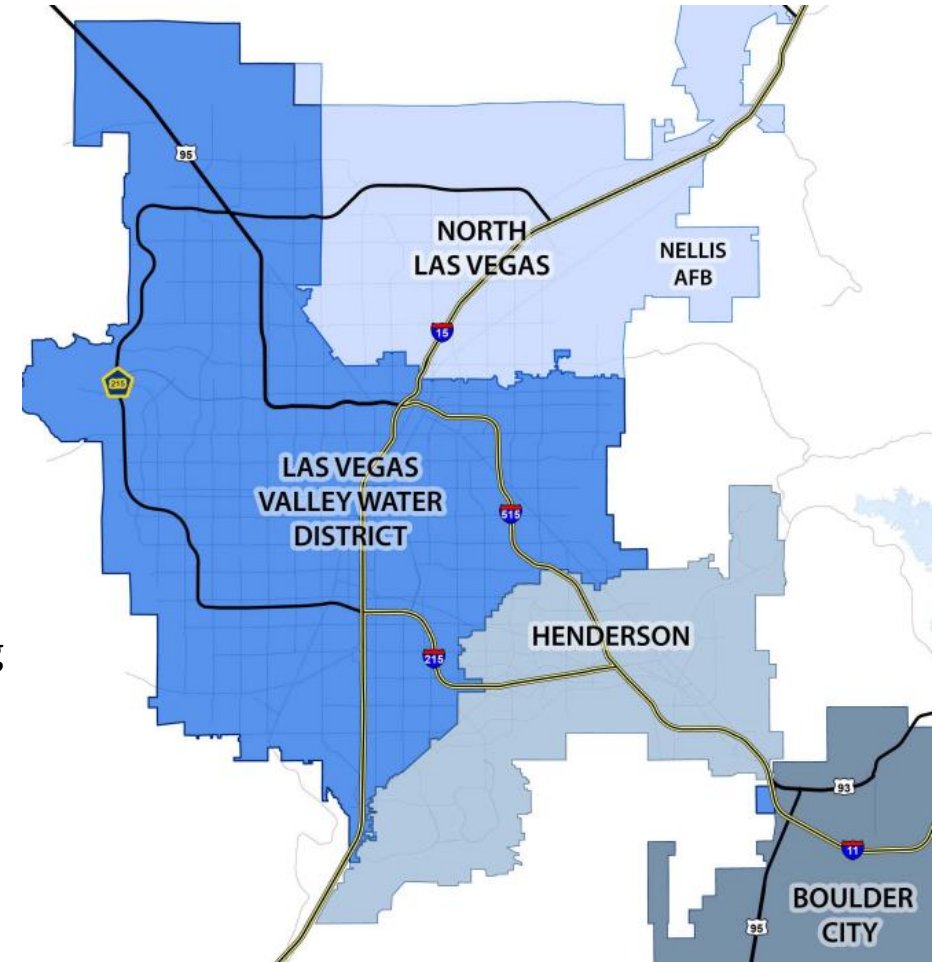 95
NORTH
LAS VEGAS
NELLIS
AFB
15
215
LAS VEGAS
VALLEY WATER
DISTRICT
515
HENDERSON
215
g
93
11
BOULDER
CITY
95